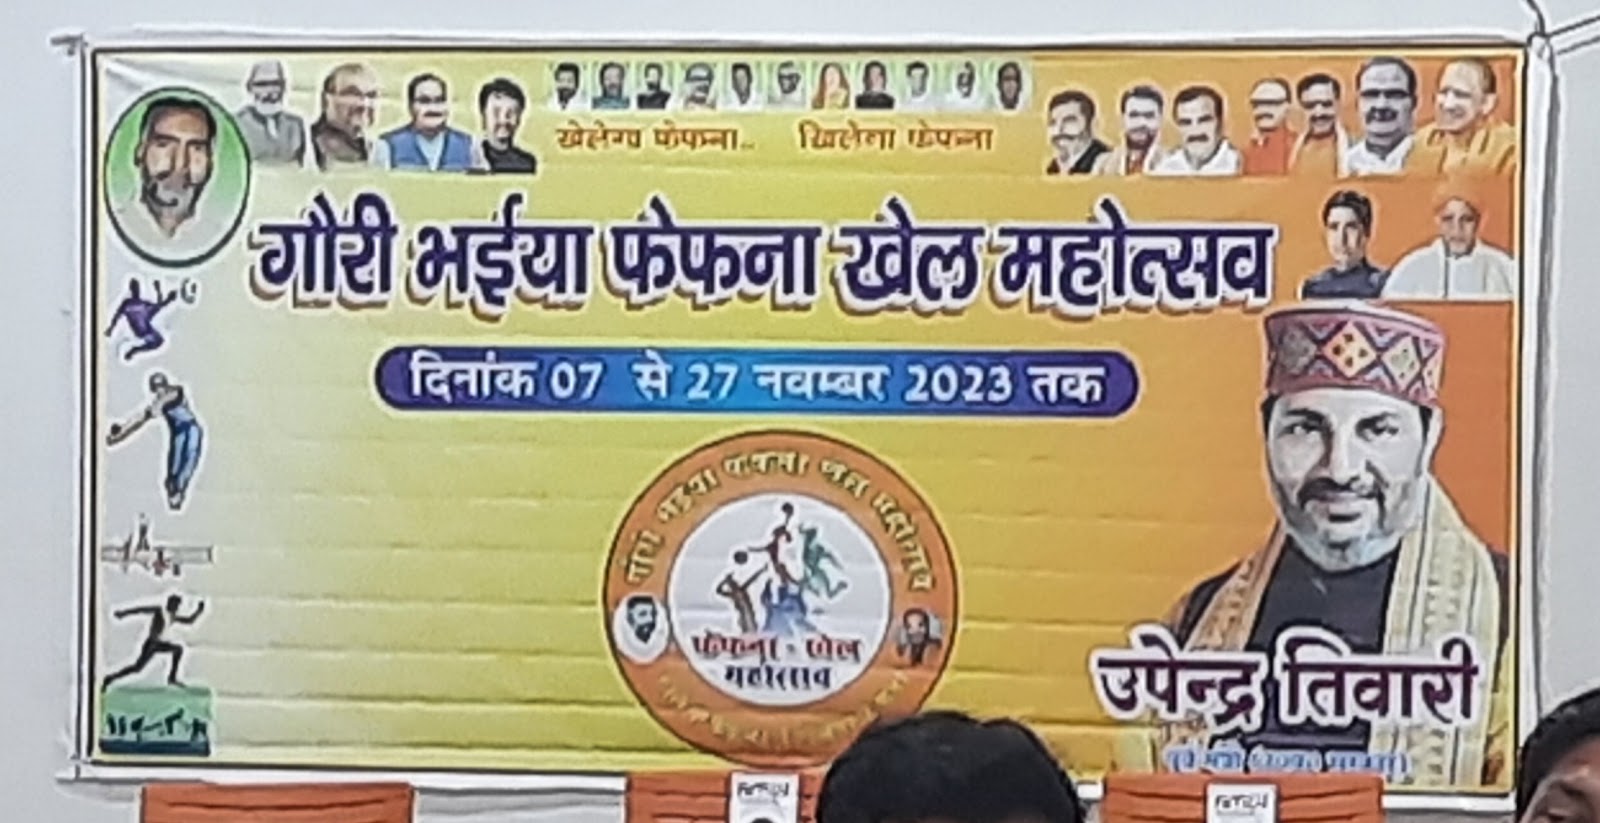 खेलेगा फेफना.. खिलेगा फेफना
गौरी भईया फेफना खेल महोत्सव
दिनांक 07 से 27 नवम्बर 2023 तक
फेफना - खेल
महोत्सव
उपेन्द्र तिवारी